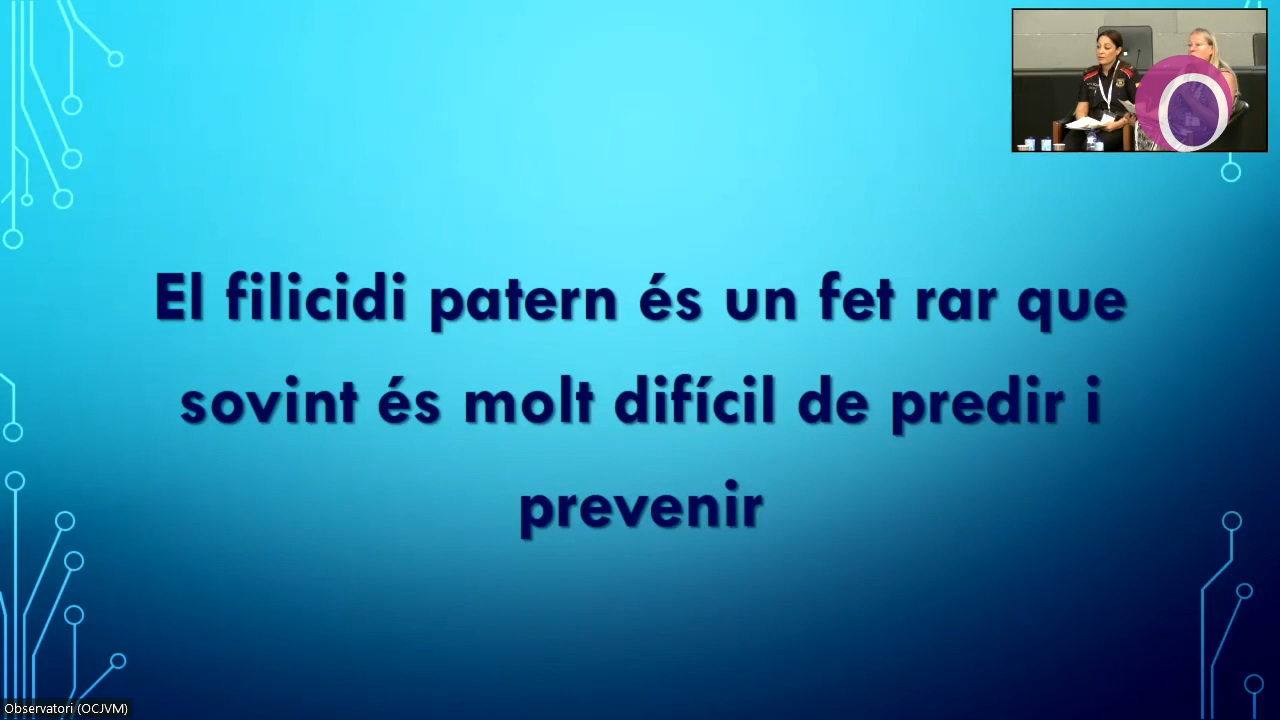 El filicidi patern és un fet rar que
sovint és molt difícil de predir i
prevenir
Observatori (OCJVM)